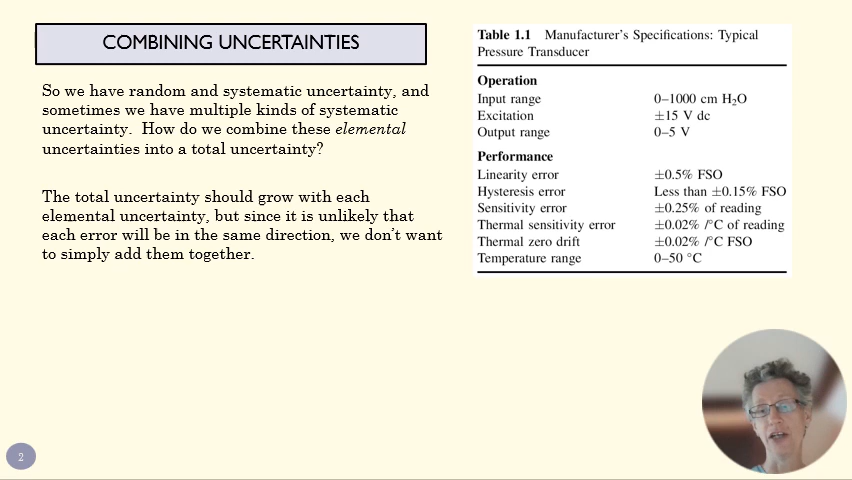 COMBINING UNCERTAINTIES
So we have random and systematic uncertainty, and
sometimes we have multiple kinds of systematic
uncertainty.  How do we combine these elemental
uncertainties into a total uncertainty?
The total uncertainty should grow with each
elemental uncertainty, but since it is unlikely that
each error will be in the same direction, we don’t want
to simply add them together.
Table 1.1 Manufacturer’s Specifications: Typical
Pressure Transducer
Operation
Input range 0–1000 cm H₂O
Excitation ±15 V dc
Output range 0–5 V
Performance
Linearity error ±0.5% FSO
Hysteresis error Less than ±0.15% FSO
Sensitivity error ±0.25% of reading
Thermal sensitivity error ±0.02% /°C of reading
Thermal zero drift ±0.02% /°C FSO
Temperature range 0–50 °C
2